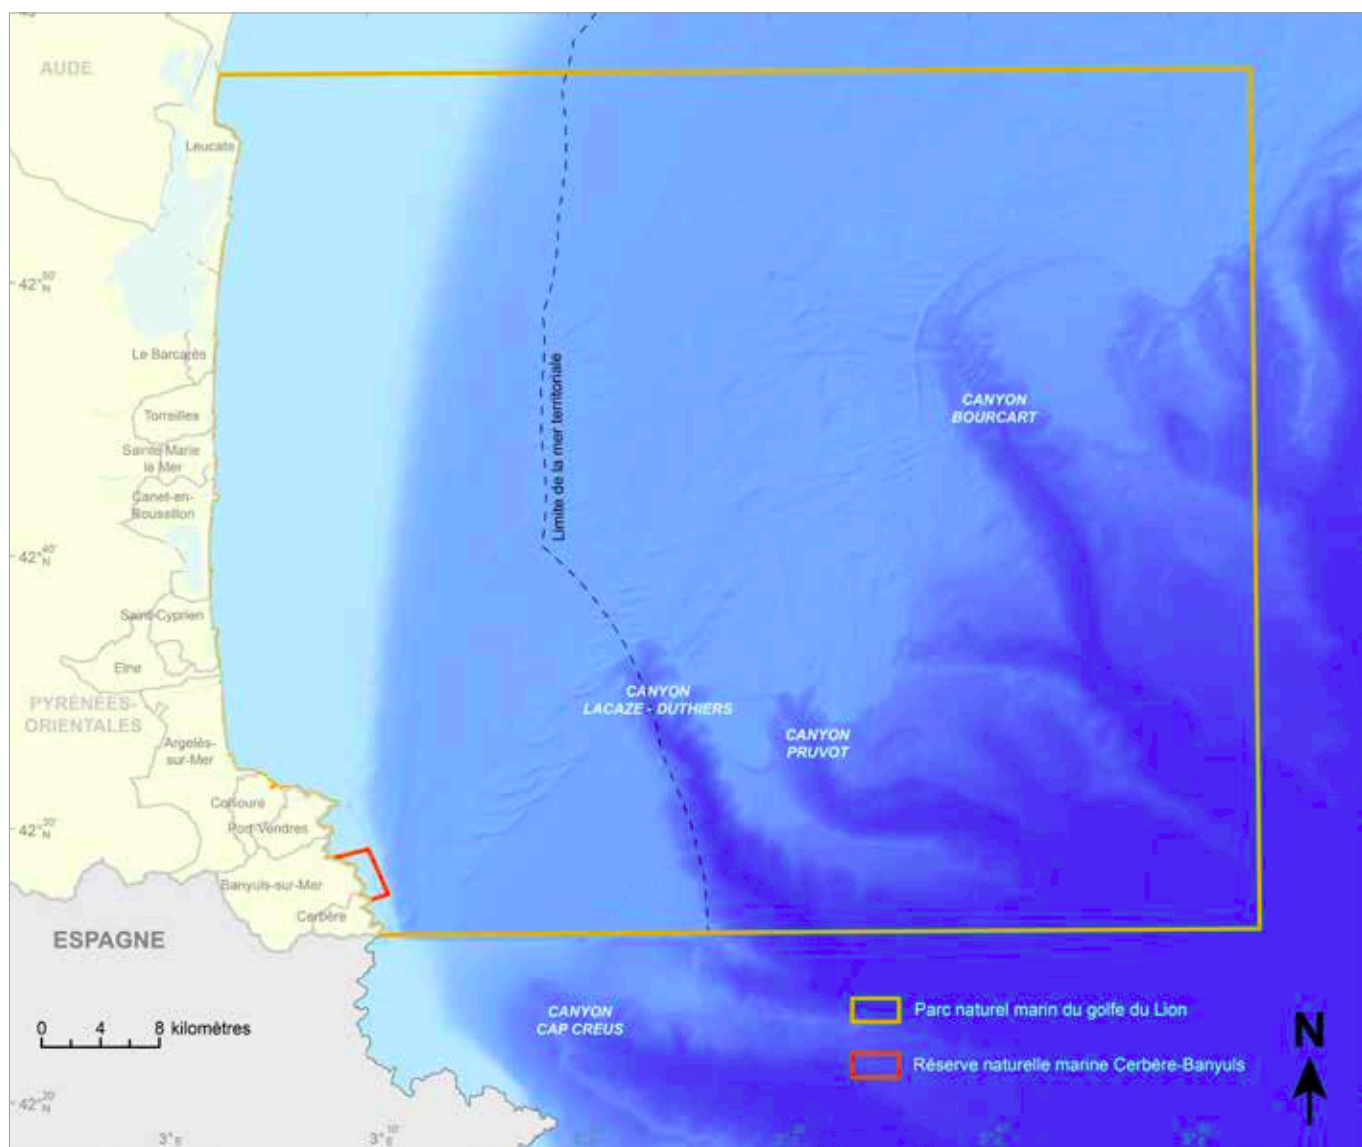 AUDE
Leucate
42° 50' N
Le Barcarès
Limite de la mer territoriale
CANYON
BOURCART
Torreilles
Sainte-Marie
la Mer
Canet-en-
Roussillon
42° 40' N
Saint-Cyprien
Elne
PYRÉNÉES-
ORIENTALES
CANYON
LACAZE - DUTHIERS
CANYON
PRUVOT
Argelès-
sur-Mer
Collioure
Port-Vendres
42° 30' N
Banyuls-sur-Mer
Cerbère
ESPAGNE
CANYON
CAP CREUS
Parc naturel marin du golfe du Lion
0 4 8 kilomètres
Réserve naturelle marine Cerbère-Banyuls
N
42° 20' N
3° E
3° 10' E